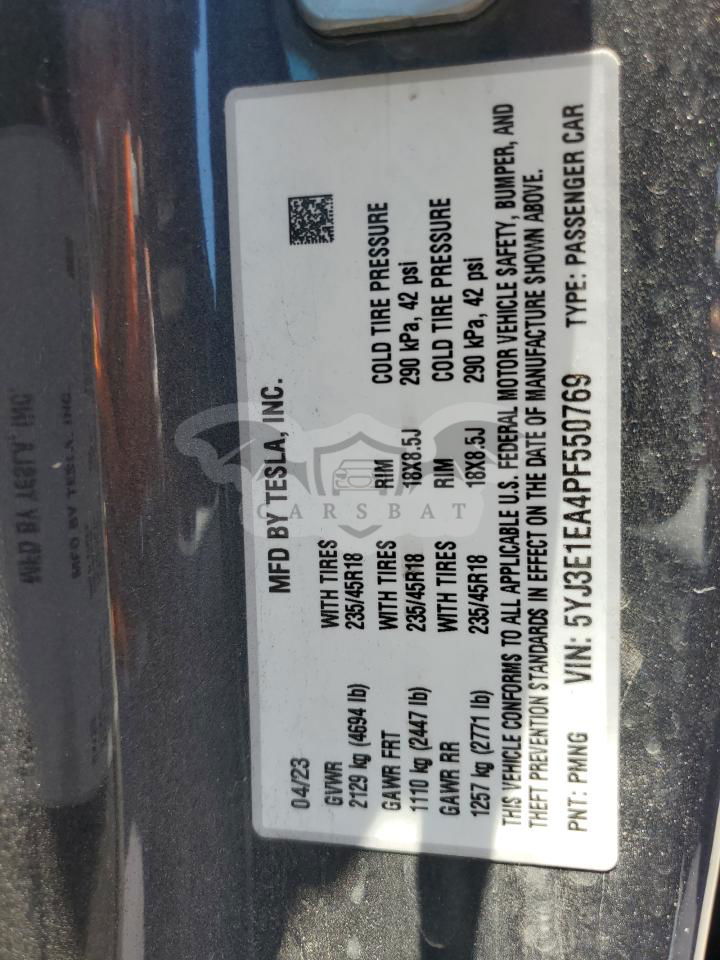 MFD BY TESLA, INC.
04/23
GVWR WITH TIRES RIM COLD TIRE PRESSURE
2129 kg (4694 lb) 235/45R18 18X8.5J 290 kPa, 42 psi
GAWR FRT WITH TIRES RIM COLD TIRE PRESSURE
1110 kg (2447 lb) 235/45R18 18X8.5J 290 kPa, 42 psi
GAWR RR WITH TIRES
1257 kg (2771 lb) 235/45R18
THIS VEHICLE CONFORMS TO ALL APPLICABLE U.S. FEDERAL MOTOR VEHICLE SAFETY, BUMPER, AND
THEFT PREVENTION STANDARDS IN EFFECT ON THE DATE OF MANUFACTURE SHOWN ABOVE.
PNT: PMNG VIN: 5YJ3E1EA4PF550769 TYPE: PASSENGER CAR
CARSBAT
MFD BY TESLA, INC.